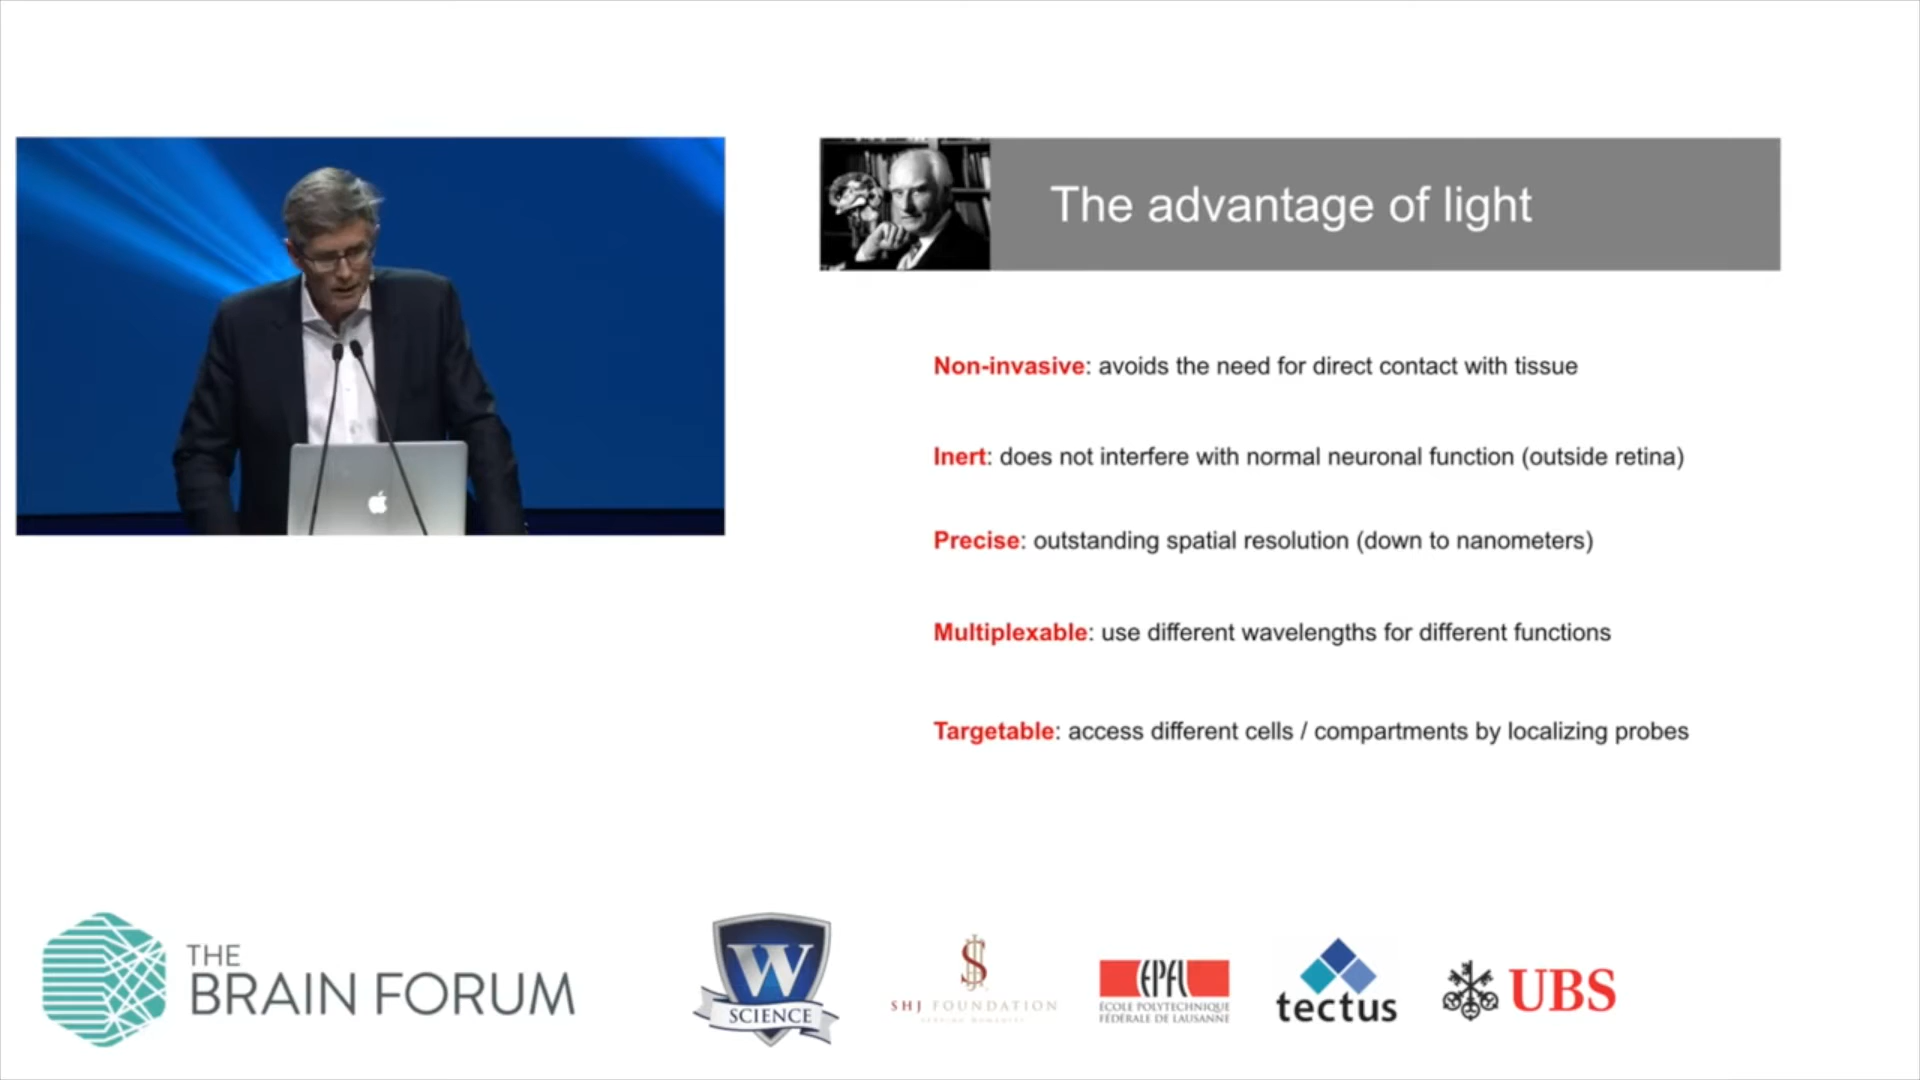 The advantage of light
Non-invasive: avoids the need for direct contact with tissue
Inert: does not interfere with normal neuronal function (outside retina)
Precise: outstanding spatial resolution (down to nanometers)
Multiplexable: use different wavelengths for different functions
Targetable: access different cells / compartments by localizing probes
THE
BRAIN FORUM
W
SCIENCE
SHJ FOUNDATION
EPFL
ÉCOLE POLYTECHNIQUE
FÉDÉRALE DE LAUSANNE
tectus
UBS